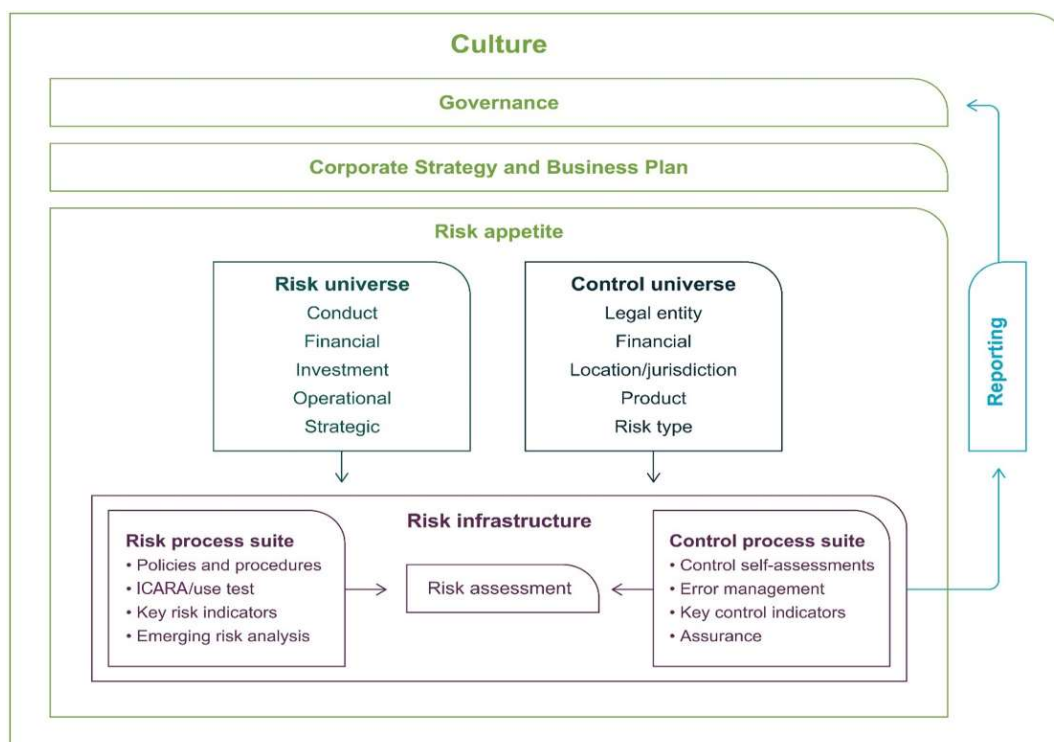 Culture
Governance
Corporate Strategy and Business Plan
Risk appetite
Risk universe
Conduct
Financial
Investment
Operational
Strategic
Control universe
Legal entity
Financial
Location/jurisdiction
Product
Risk type
Reporting
Risk infrastructure
Risk process suite
• Policies and procedures
• ICARA/use test
• Key risk indicators
• Emerging risk analysis
Risk assessment
Control process suite
• Control self-assessments
• Error management
• Key control indicators
• Assurance